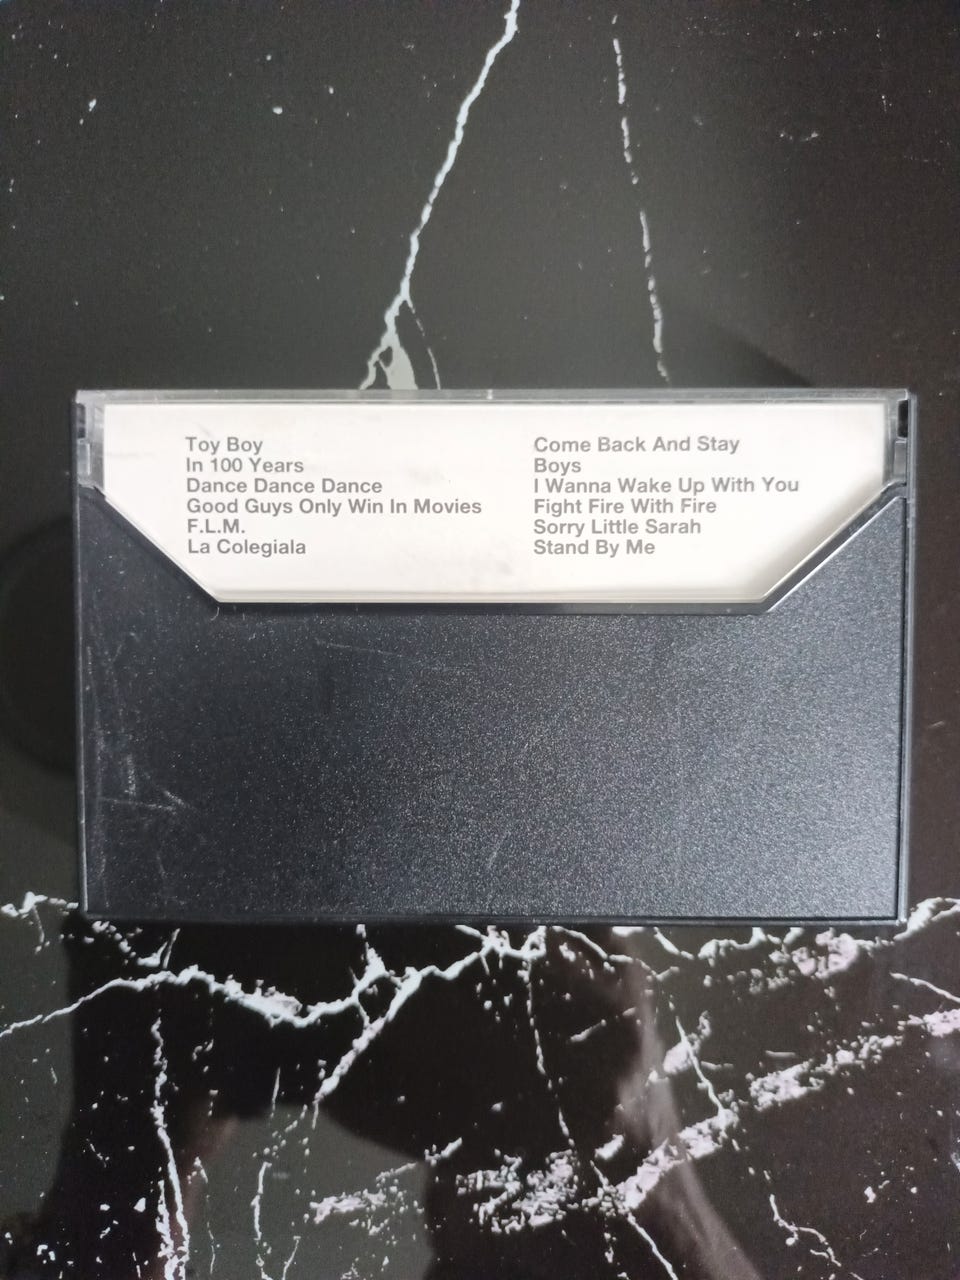 Toy Boy
In 100 Years
Dance Dance Dance
Good Guys Only Win In Movies
F.L.M.
La Colegiala
Come Back And Stay
Boys
I Wanna Wake Up With You
Fight Fire With Fire
Sorry Little Sarah
Stand By Me